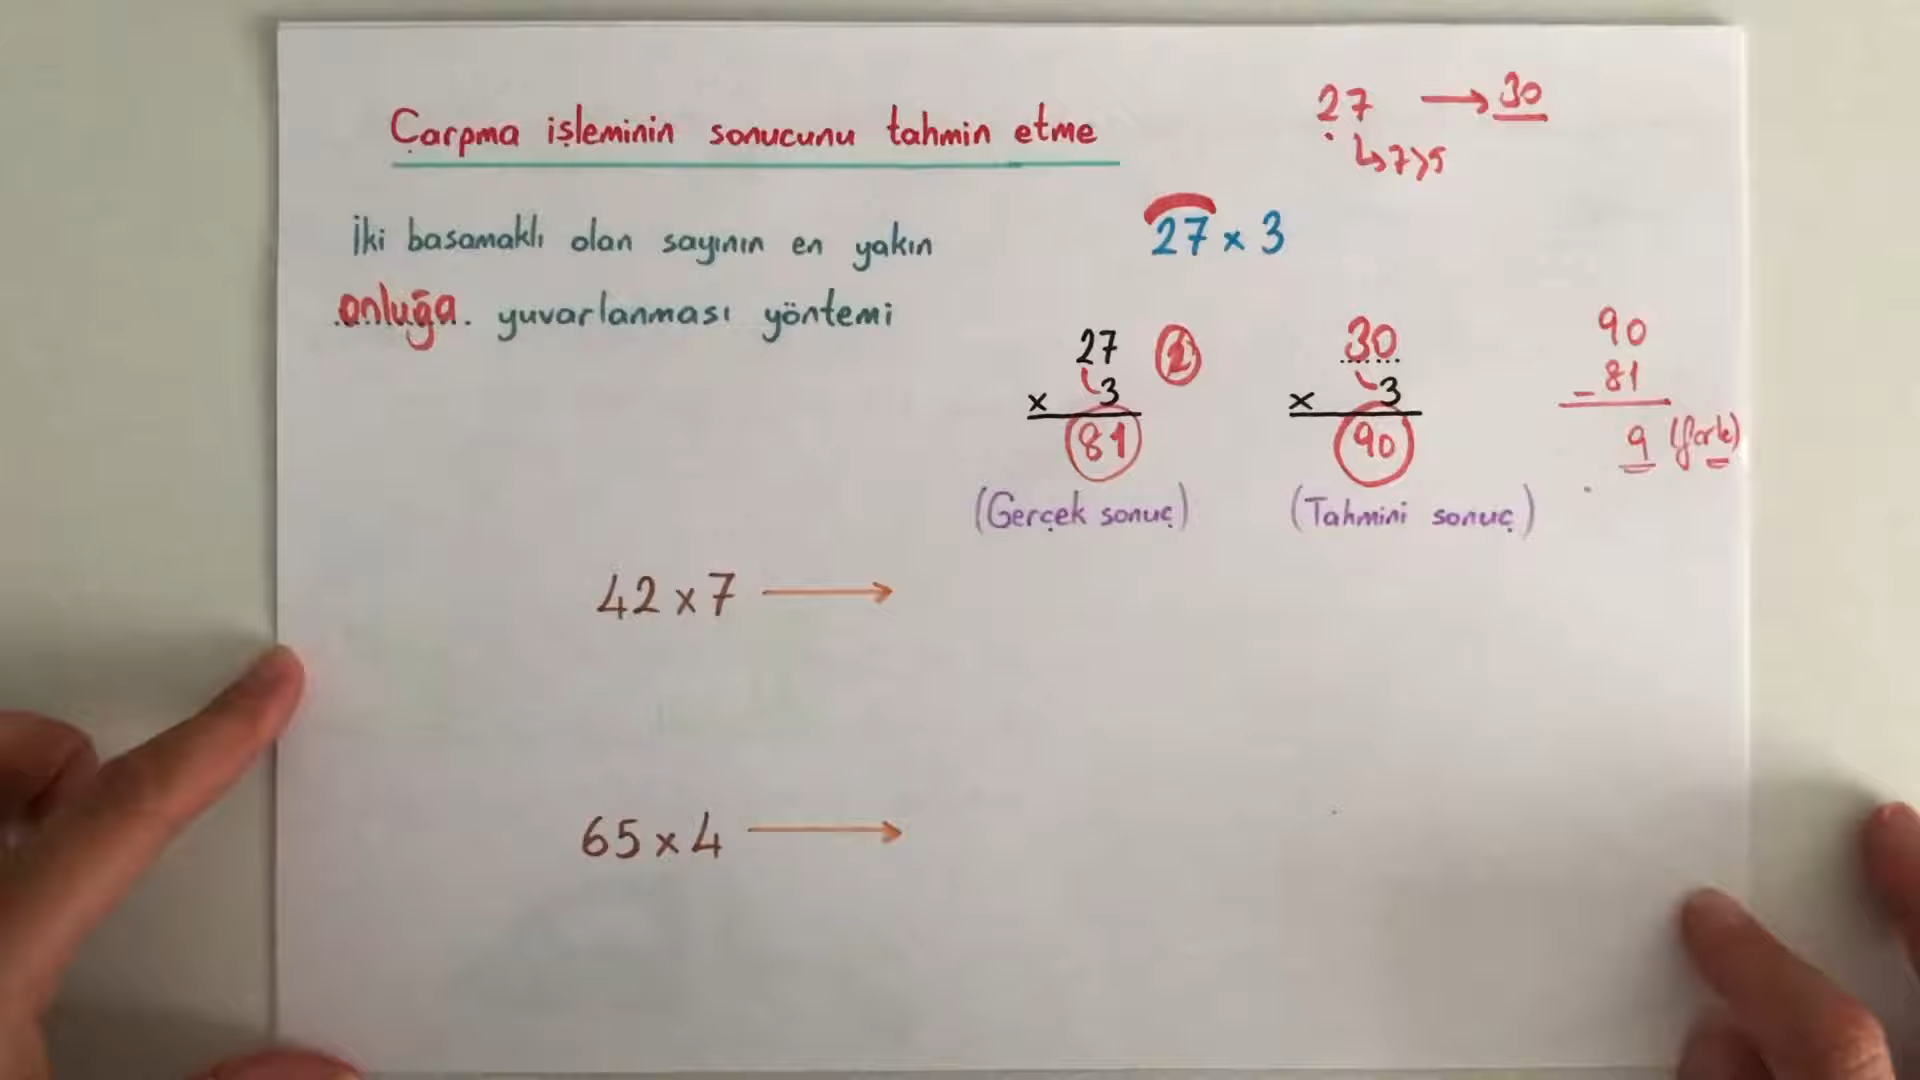 Çarpma işleminin sonucunu tahmin etme
27 → 30
↳ 7>5
İki basamaklı olan sayının en yakın
onluğa yuvarlanması yöntemi
27 x 3
27
x 3
81
(Gerçek sonuç)
2
30
x 3
90
(Tahmini sonuç)
90
- 81
9 (fark)
42 x 7 →
65 x 4 →